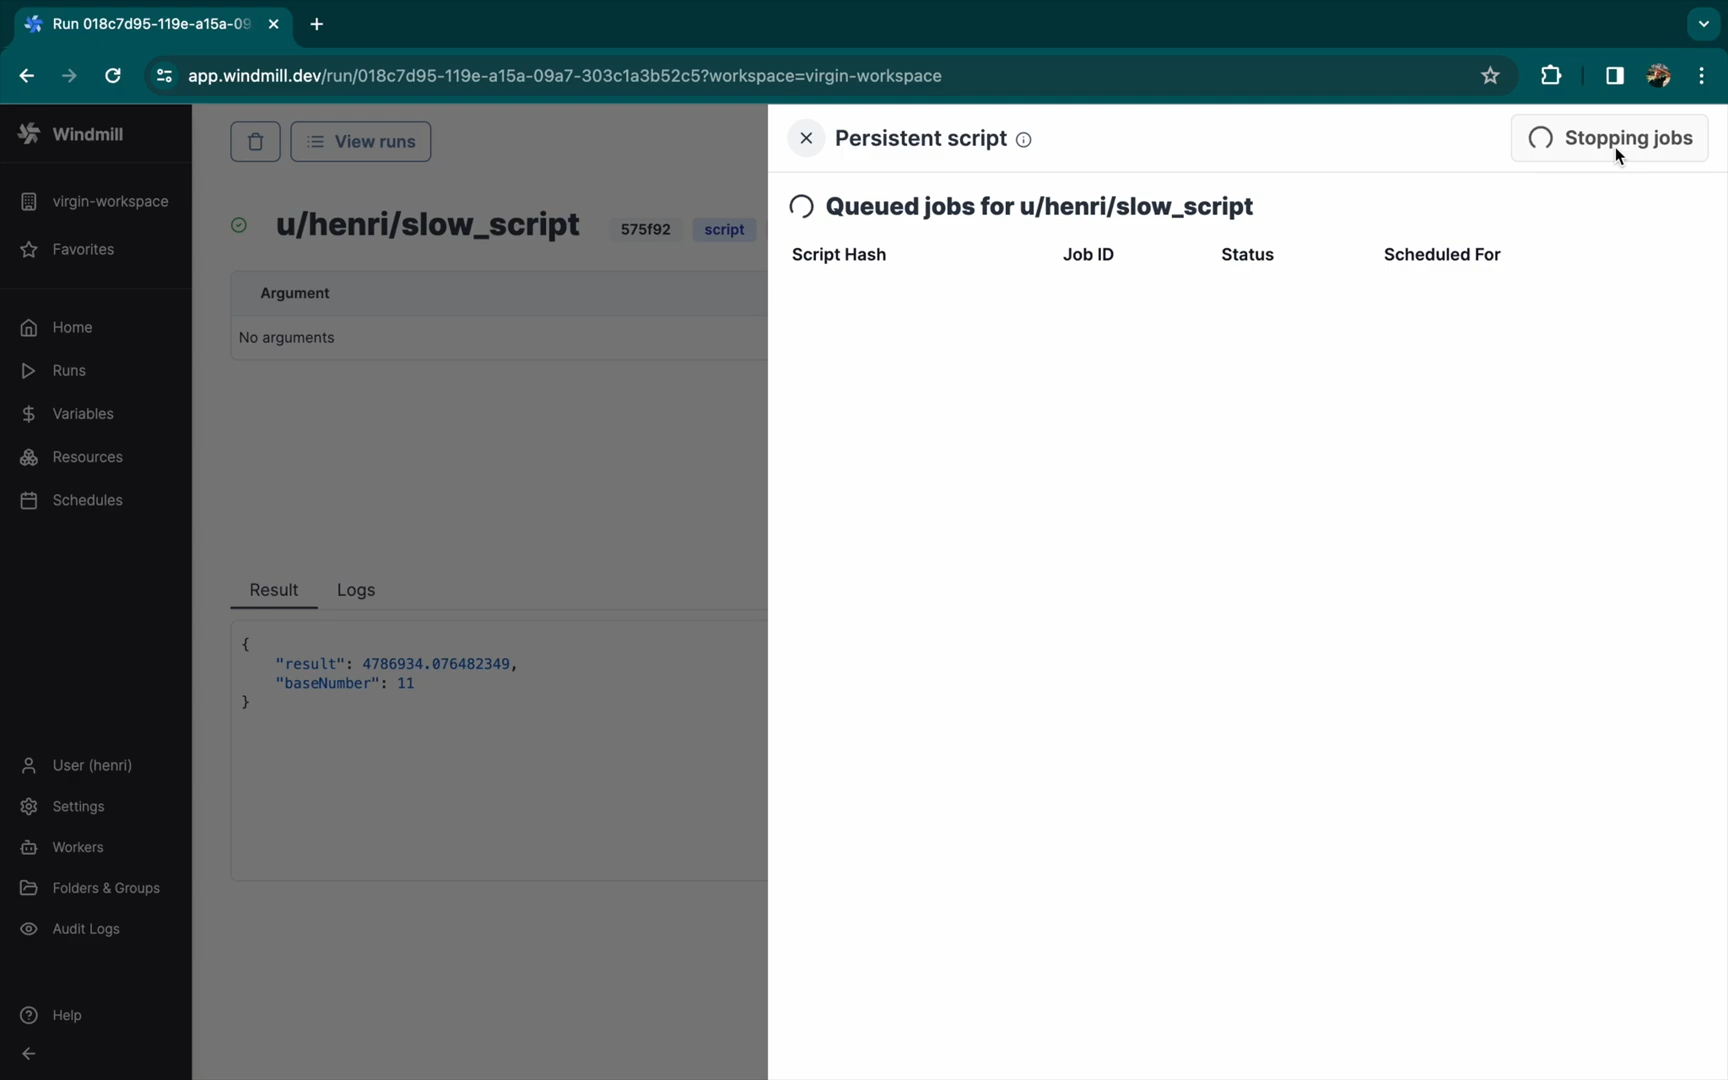 Run 018c7d95-119e-a15a-09
app.windmill.dev/run/018c7d95-119e-a15a-09a7-303c1a3b52c5?workspace=virgin-workspace
Windmill
virgin-workspace
Favorites
Home
Runs
Variables
Resources
Schedules
User (henri)
Settings
Workers
Folders & Groups
Audit Logs
Help
View runs
u/henri/slow_script 575f92 script
Argument
No arguments
Result Logs
{
"result": 4786934.076482349,
"baseNumber": 11
}
Persistent script
Stopping jobs
Queued jobs for u/henri/slow_script
Script Hash Job ID Status Scheduled For